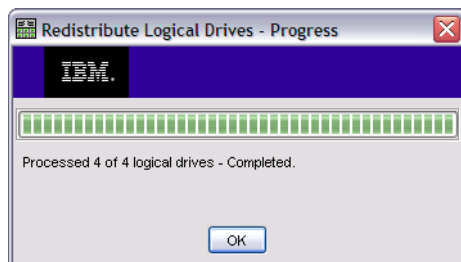 Redistribute Logical Drives - Progress
IBM.
Processed 4 of 4 logical drives - Completed.
OK